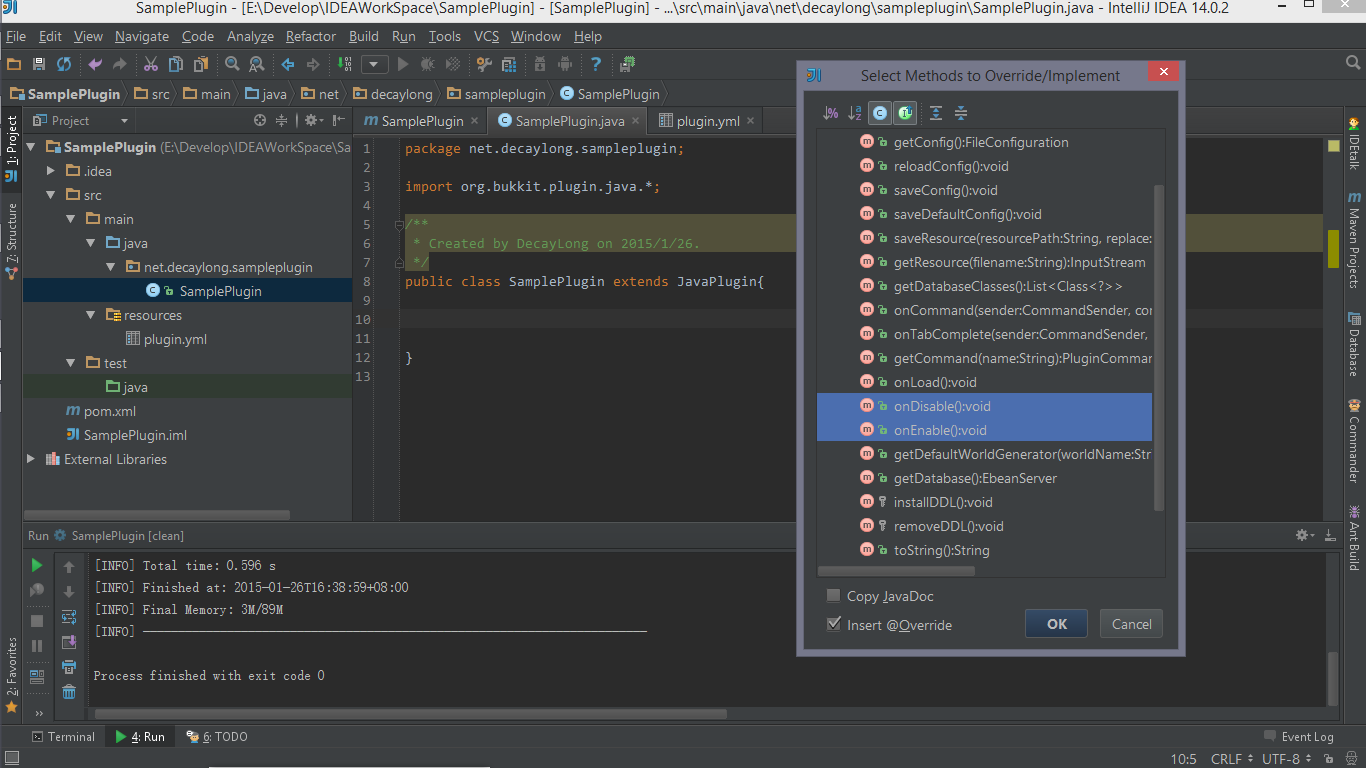 SamplePlugin - [E:\Develop\IDEAWorkSpace\SamplePlugin] - [SamplePlugin] - ...\src\main\java\net\decaylong\sampleplugin\SamplePlugin.java - IntelliJ IDEA 14.0.2
File Edit View Navigate Code Analyze Refactor Build Run Tools VCS Window Help
SamplePlugin src main java net decaylong sampleplugin SamplePlugin
Project
SamplePlugin SamplePlugin.java plugin.yml
1: Project
7: Structure
2: Favorites
SamplePlugin (E:\Develop\IDEAWorkSpace\Sa
.idea
src
main
java
net.decaylong.sampleplugin
SamplePlugin
resources
plugin.yml
test
java
pom.xml
SamplePlugin.iml
External Libraries
1 package net.decaylong.sampleplugin;
2
3 import org.bukkit.plugin.java.*;
4
5 /**
6 * Created by DecayLong on 2015/1/26.
7 */
8 public class SamplePlugin extends JavaPlugin{
9
10
11
12 }
13
Select Methods to Override/Implement
getConfig():FileConfiguration
reloadConfig():void
saveConfig():void
saveDefaultConfig():void
saveResource(resourcePath:String, replace:
getResource(filename:String):InputStream
getDatabaseClasses():List<Class<?>>
onCommand(sender:CommandSender, cor
onTabComplete(sender:CommandSender,
getCommand(name:String):PluginCommar
onLoad():void
onDisable():void
onEnable():void
getDefaultWorldGenerator(worldName:Str
getDatabase():EbeanServer
installDDL():void
removeDDL():void
toString():String
Copy JavaDoc
Insert @Override
OK Cancel
IDEtalk
Maven Projects
Database
Commander
Ant Build
Run SamplePlugin [clean]
[INFO] Total time: 0.596 s
[INFO] Finished at: 2015-01-26T16:38:59+08:00
[INFO] Final Memory: 3M/89M
[INFO] ------------------------------------------------------------------------
Process finished with exit code 0
Terminal 4: Run 6: TODO Event Log
10:5 CRLF UTF-8